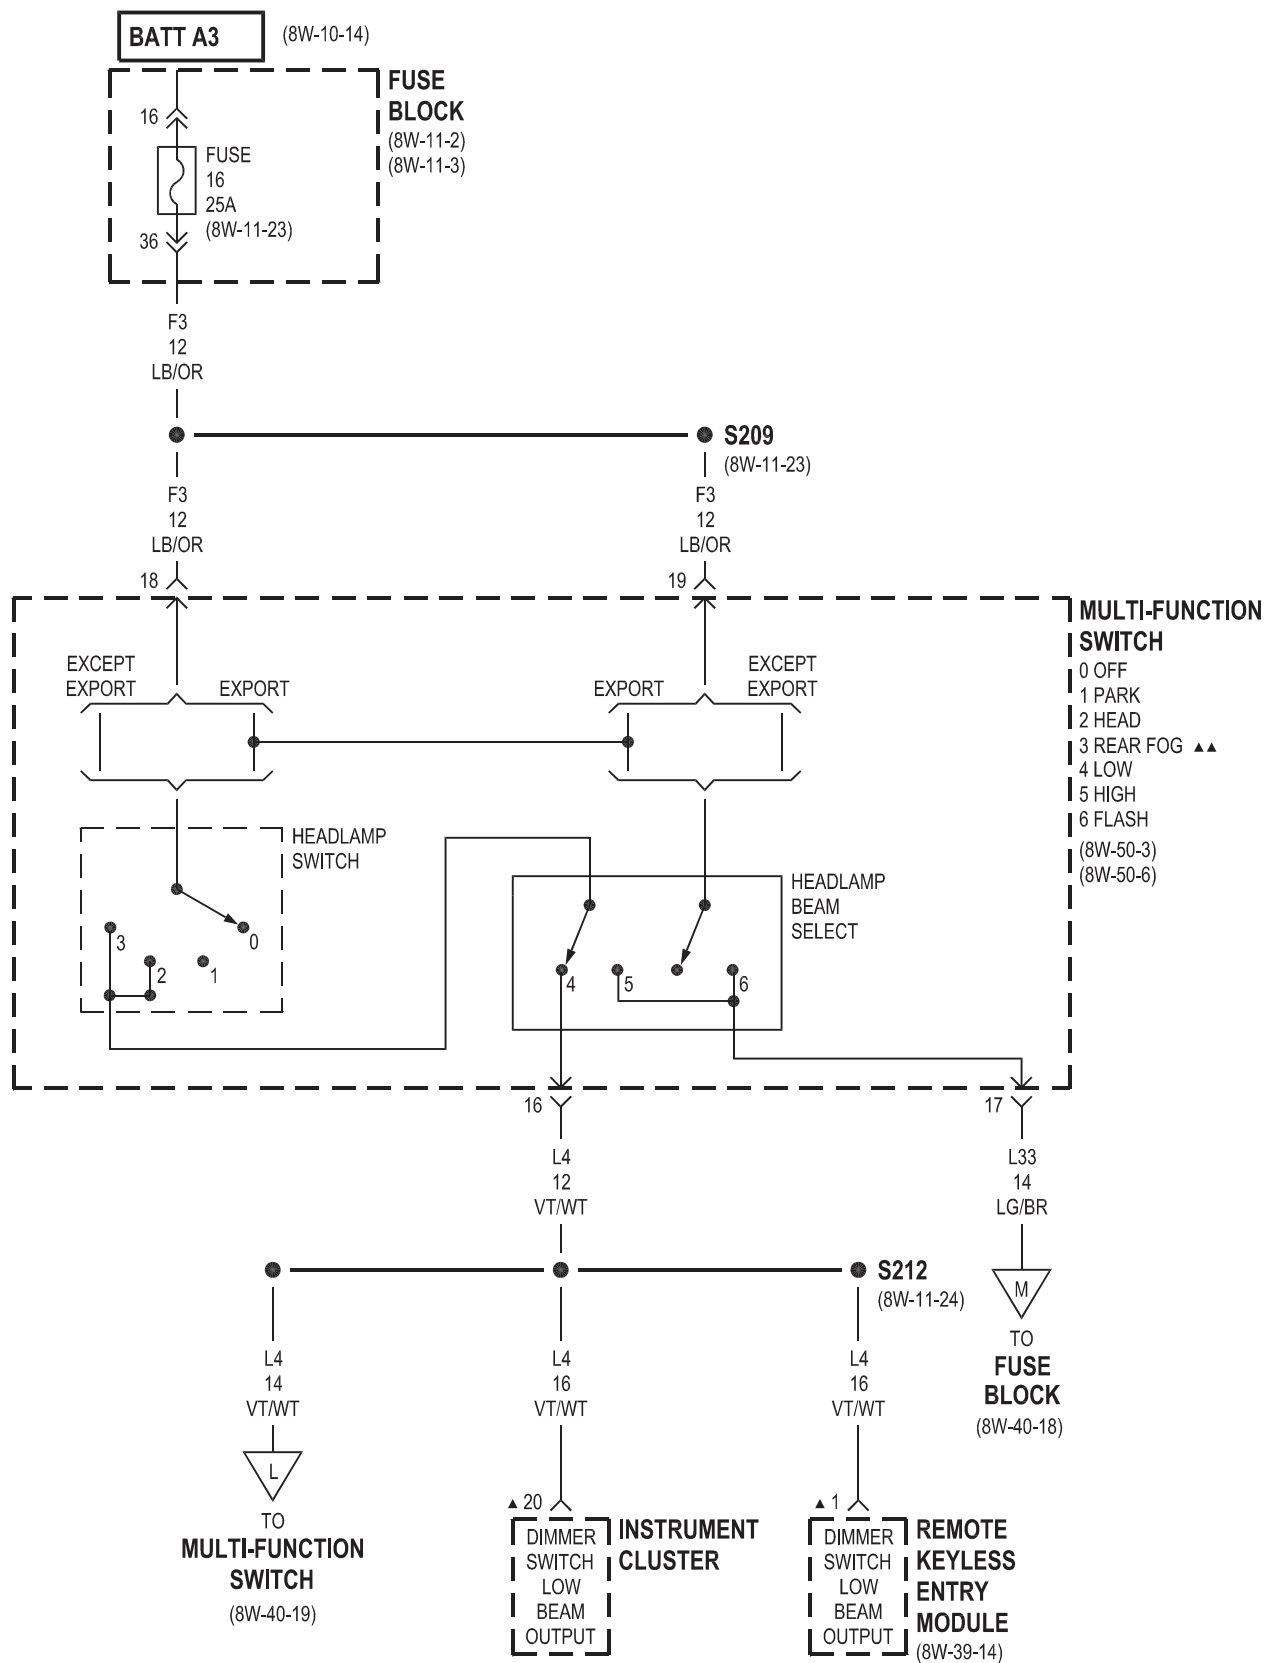 BATT A3
(8W-10-14)
FUSE
BLOCK
(8W-11-2)
(8W-11-3)
16
FUSE
16
25A
(8W-11-23)
36
F3
12
LB/OR
S209
(8W-11-23)
F3
12
LB/OR
F3
12
LB/OR
18
19
MULTI-FUNCTION
SWITCH
0 OFF
1 PARK
2 HEAD
3 REAR FOG ▲▲
4 LOW
5 HIGH
6 FLASH
(8W-50-3)
(8W-50-6)
EXCEPT
EXPORT
EXPORT
EXPORT
EXCEPT
EXPORT
HEADLAMP
SWITCH
3
2
1
0
HEADLAMP
BEAM
SELECT
4
5
6
16
17
L4
12
VT/WT
L33
14
LG/BR
S212
(8W-11-24)
M
TO
FUSE
BLOCK
(8W-40-18)
L4
14
VT/WT
L4
16
VT/WT
L4
16
VT/WT
L
TO
MULTI-FUNCTION
SWITCH
(8W-40-19)
▲ 20
DIMMER
SWITCH
LOW
BEAM
OUTPUT
INSTRUMENT
CLUSTER
▲ 1
DIMMER
SWITCH
LOW
BEAM
OUTPUT
REMOTE
KEYLESS
ENTRY
MODULE
(8W-39-14)